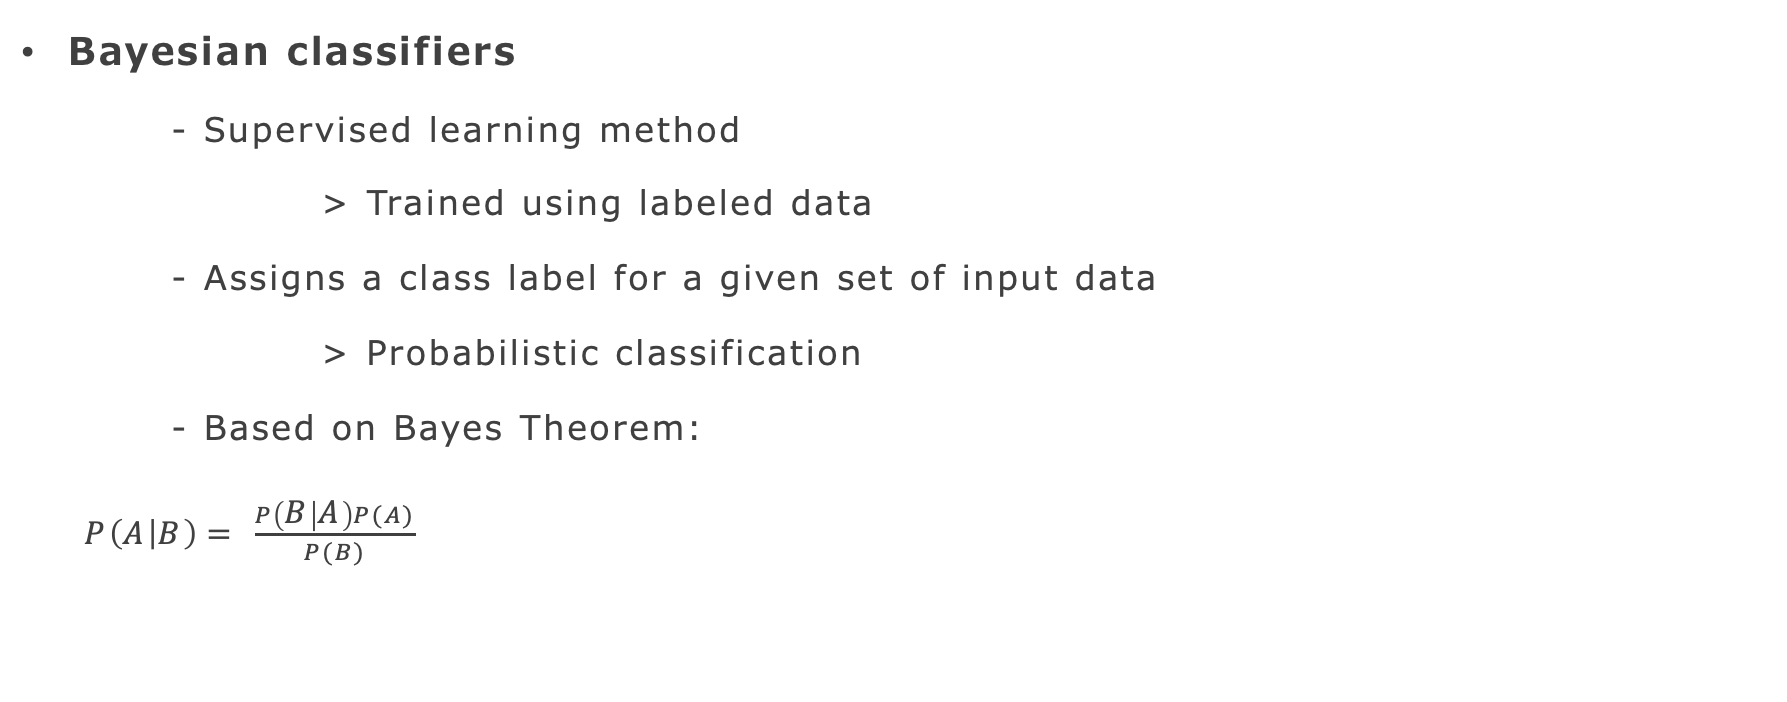 • Bayesian classifiers
- Supervised learning method
> Trained using labeled data
- Assigns a class label for a given set of input data
> Probabilistic classification
- Based on Bayes Theorem:
P(A|B) = P(B|A)P(A) / P(B)